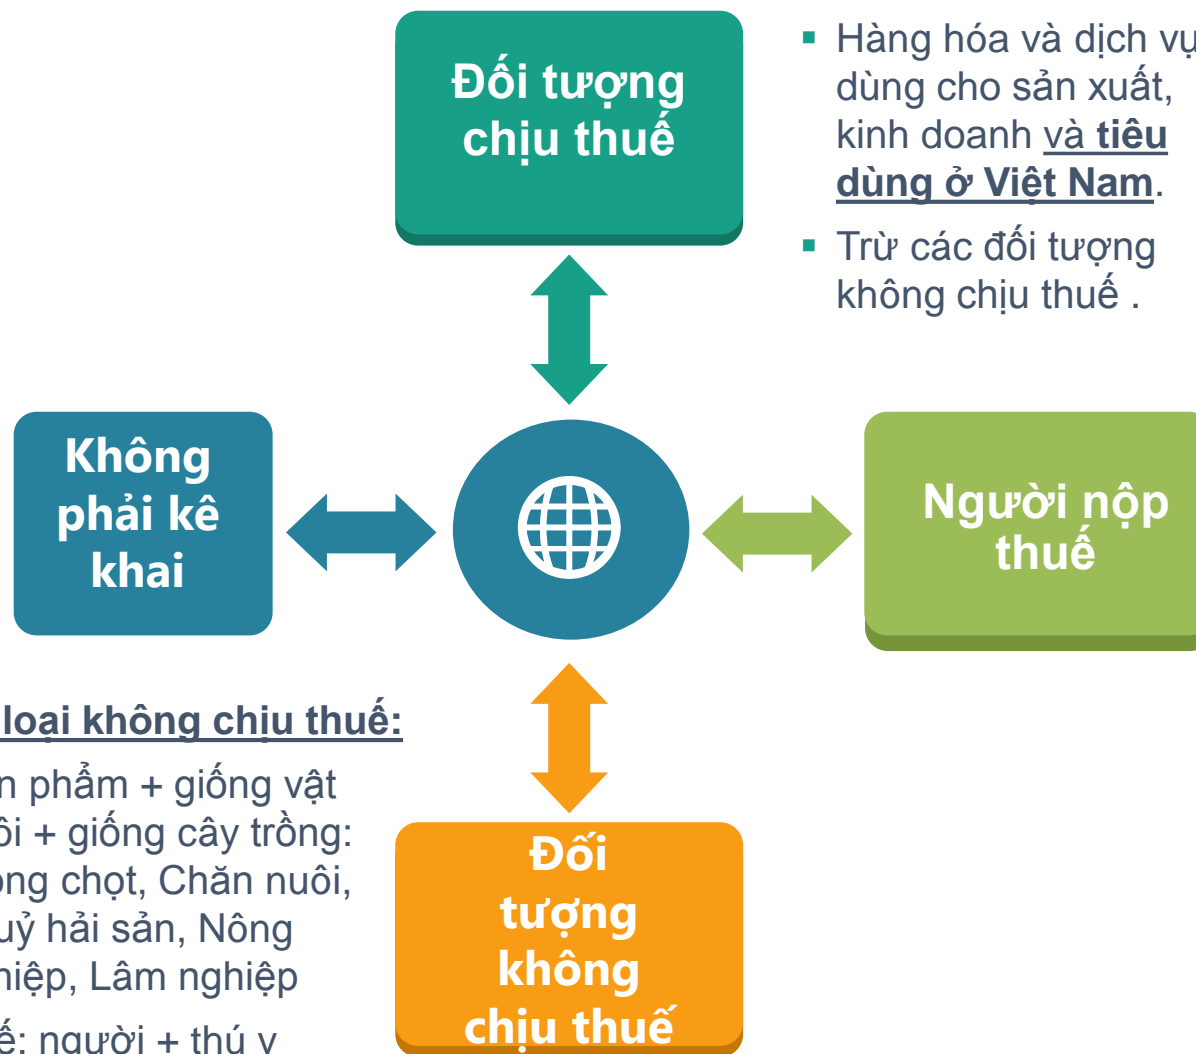 Đối tượng
chịu thuế
▪ Hàng hóa và dịch vụ
dùng cho sản xuất,
kinh doanh và tiêu
dùng ở Việt Nam.
▪ Trừ các đối tượng
không chịu thuế .
Không
phải kê
khai
Người nộp
thuế
loại không chịu thuế:
phẩm + giống vật
+ giống cây trồng:
chọt, Chăn nuôi,
hải sản, Nông
Lâm nghiệp
người + thú y
Đối
tượng
không
chịu thuế